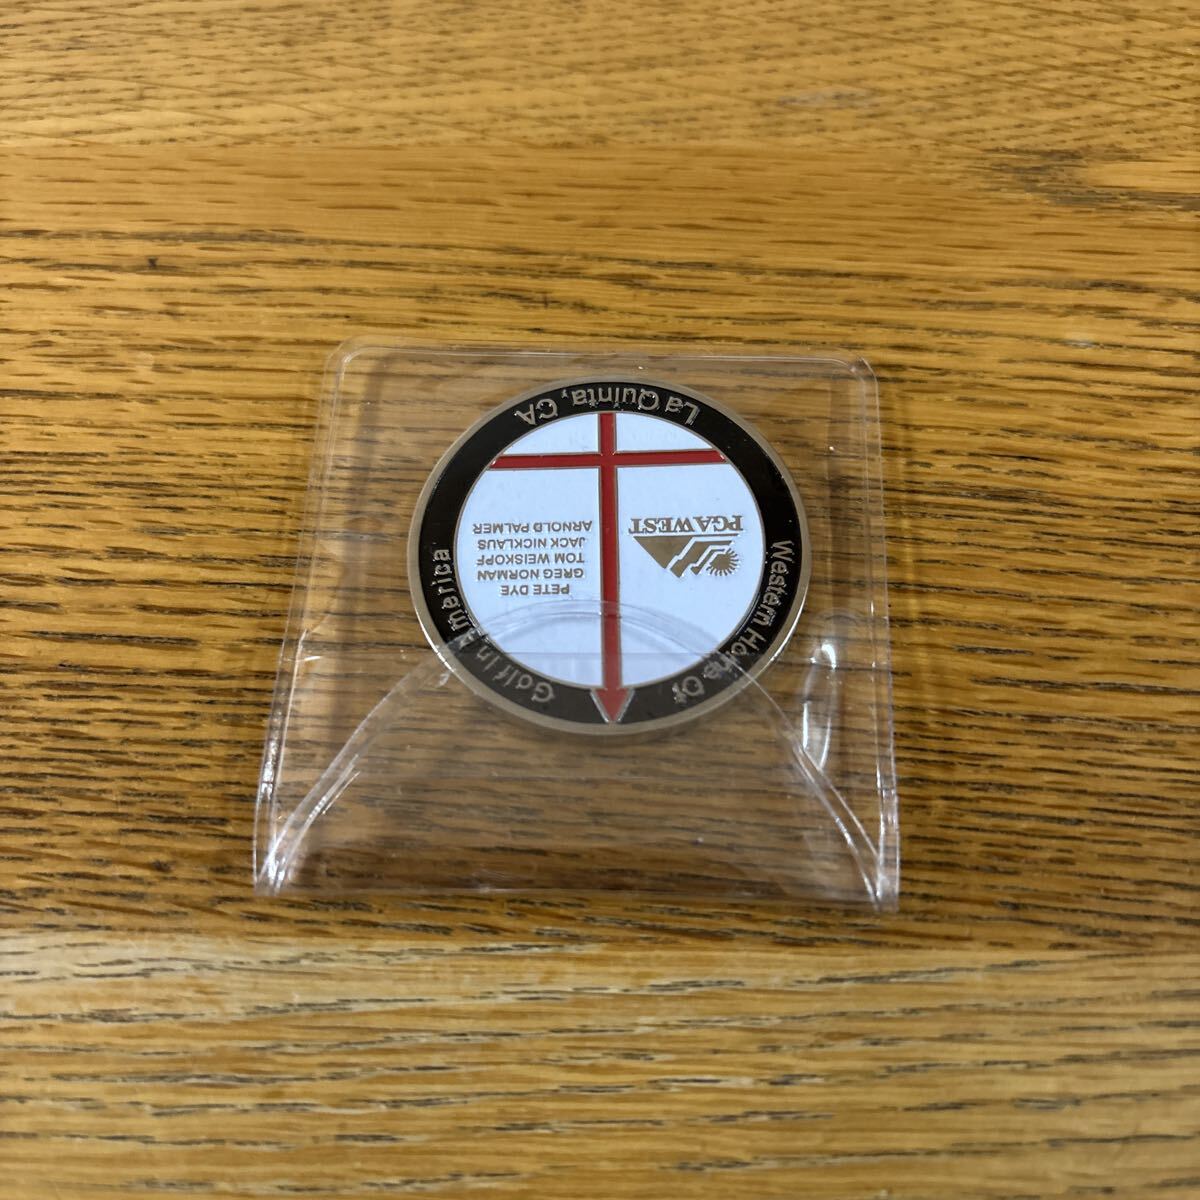 Western Home Of
Golf In America
La Quinta, CA
PGA WEST
PETE DYE
GREG NORMAN
TOM WEISKOPF
JACK NICKLAUS
ARNOLD PALMER